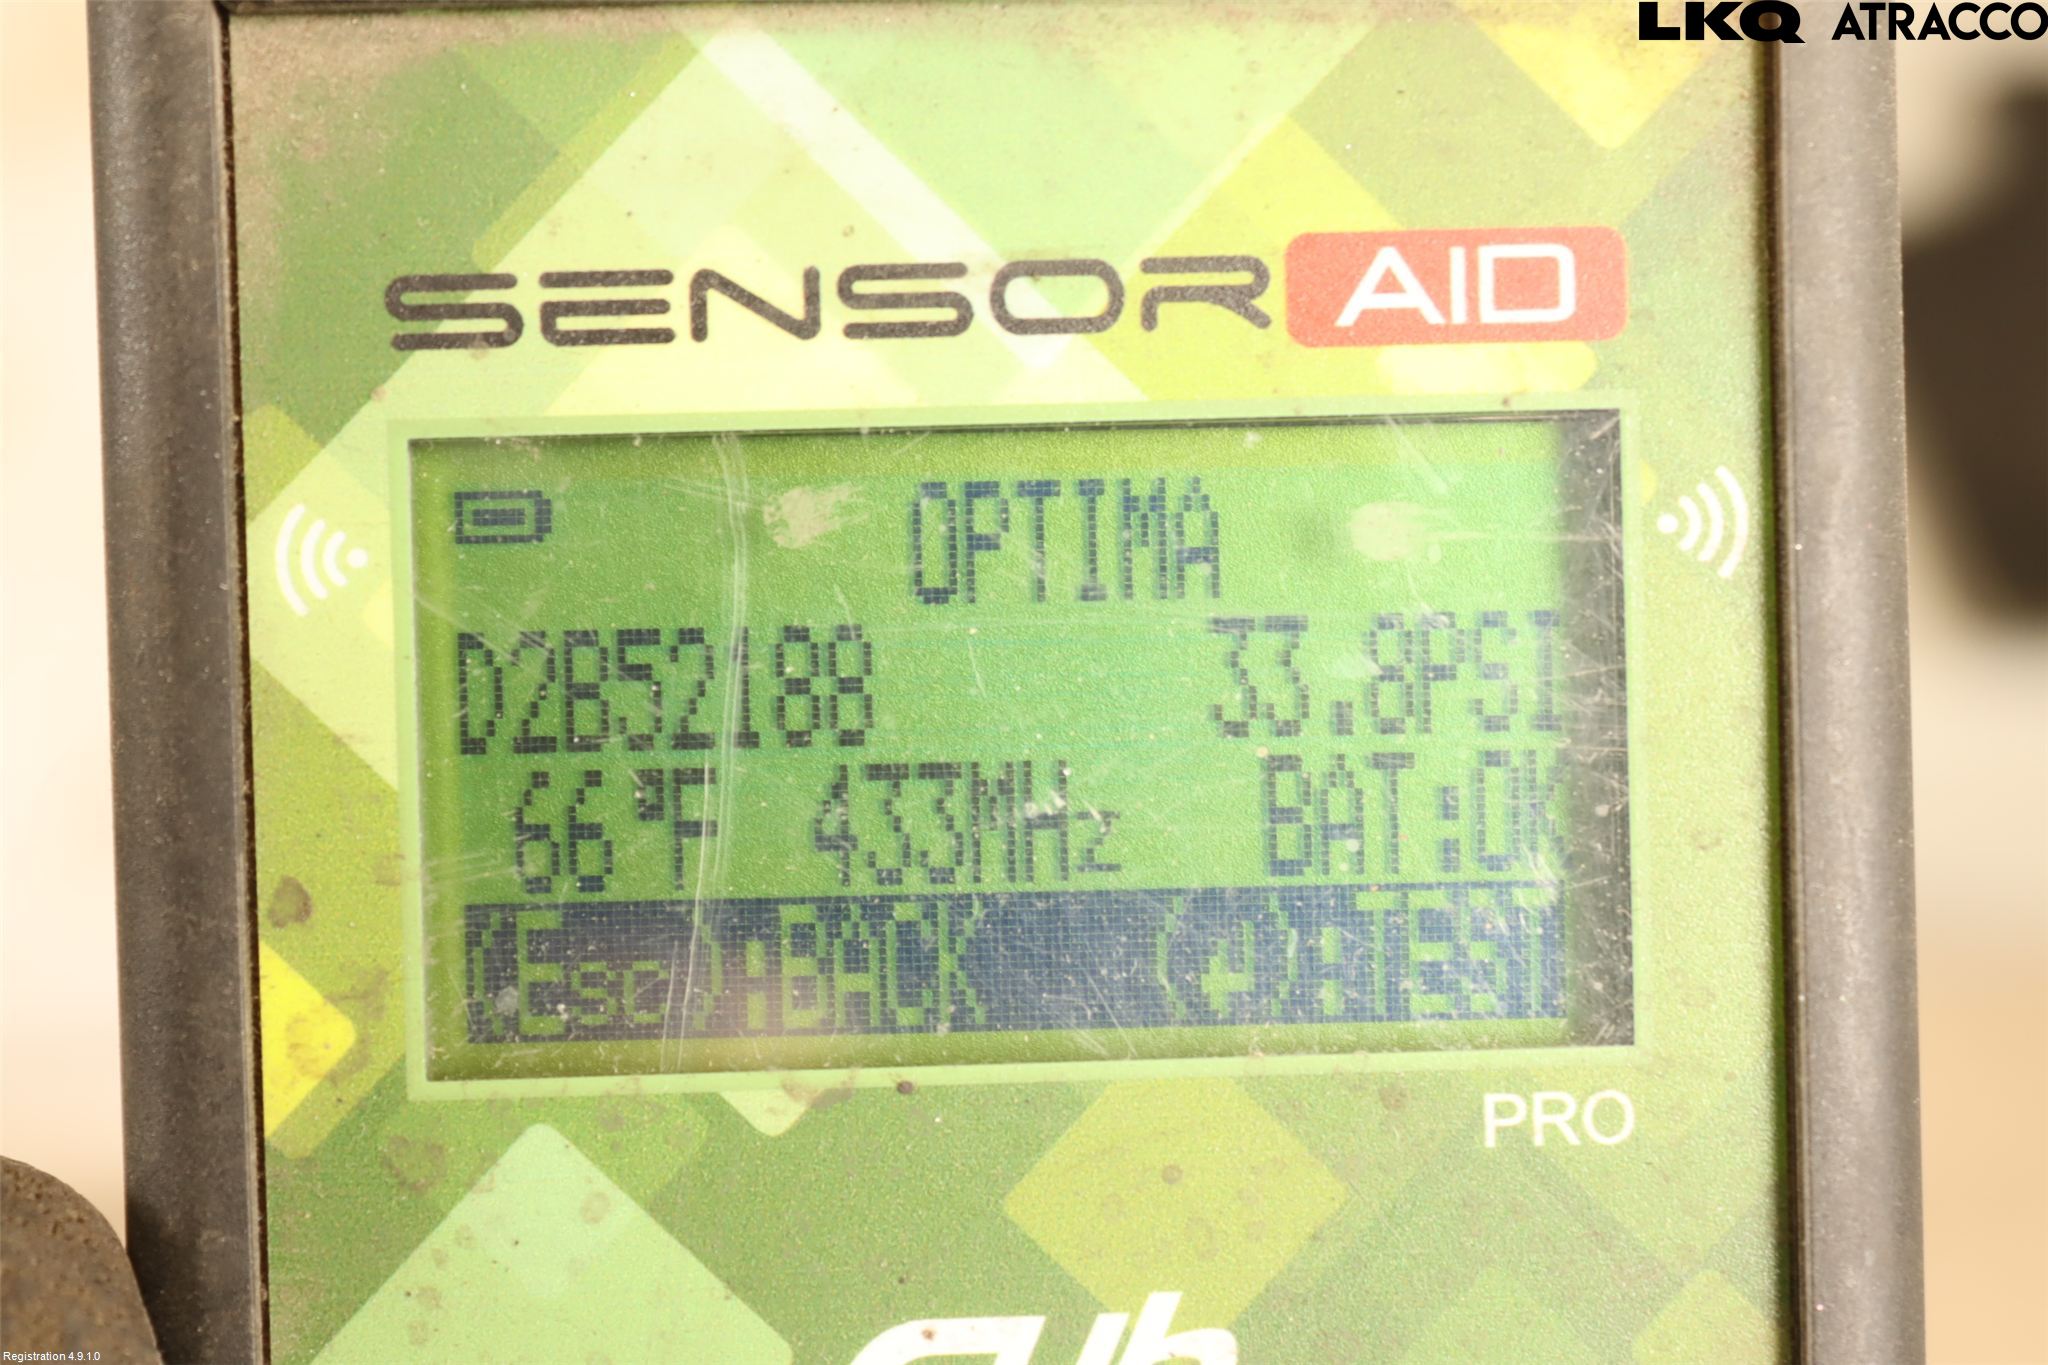 LKQ ATRACCO
SENSOR AID
OPTIMA
D2B52188 33.8PSI
66°F 433MHz BAT:OK
(Esc):BACK (↵):TEST
PRO
cub
Registration 4.9.1.0